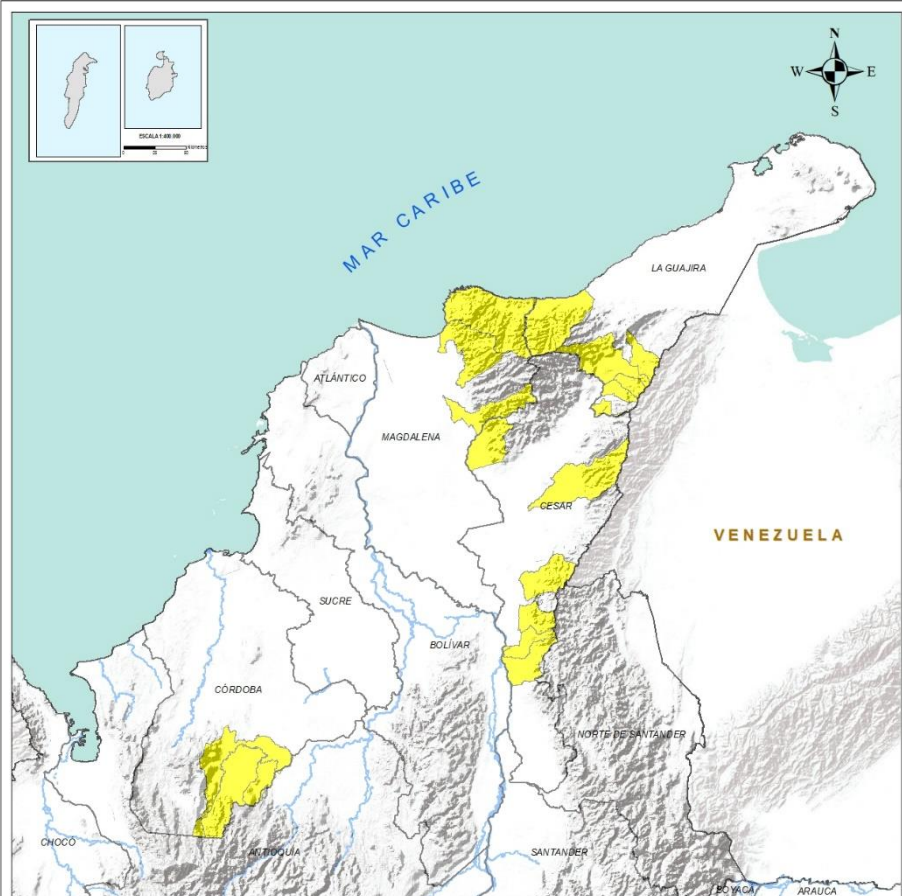 N
W E
S
ESCALA 1:400.000
MAR CARIBE
LA GUAJIRA
ATLÁNTICO
MAGDALENA
CESAR
VENEZUELA
SUCRE
BOLÍVAR
CÓRDOBA
NORTE DE SANTANDER
CHOCÓ
ANTIOQUIA
SANTANDER
BOYACÁ
ARAUCA